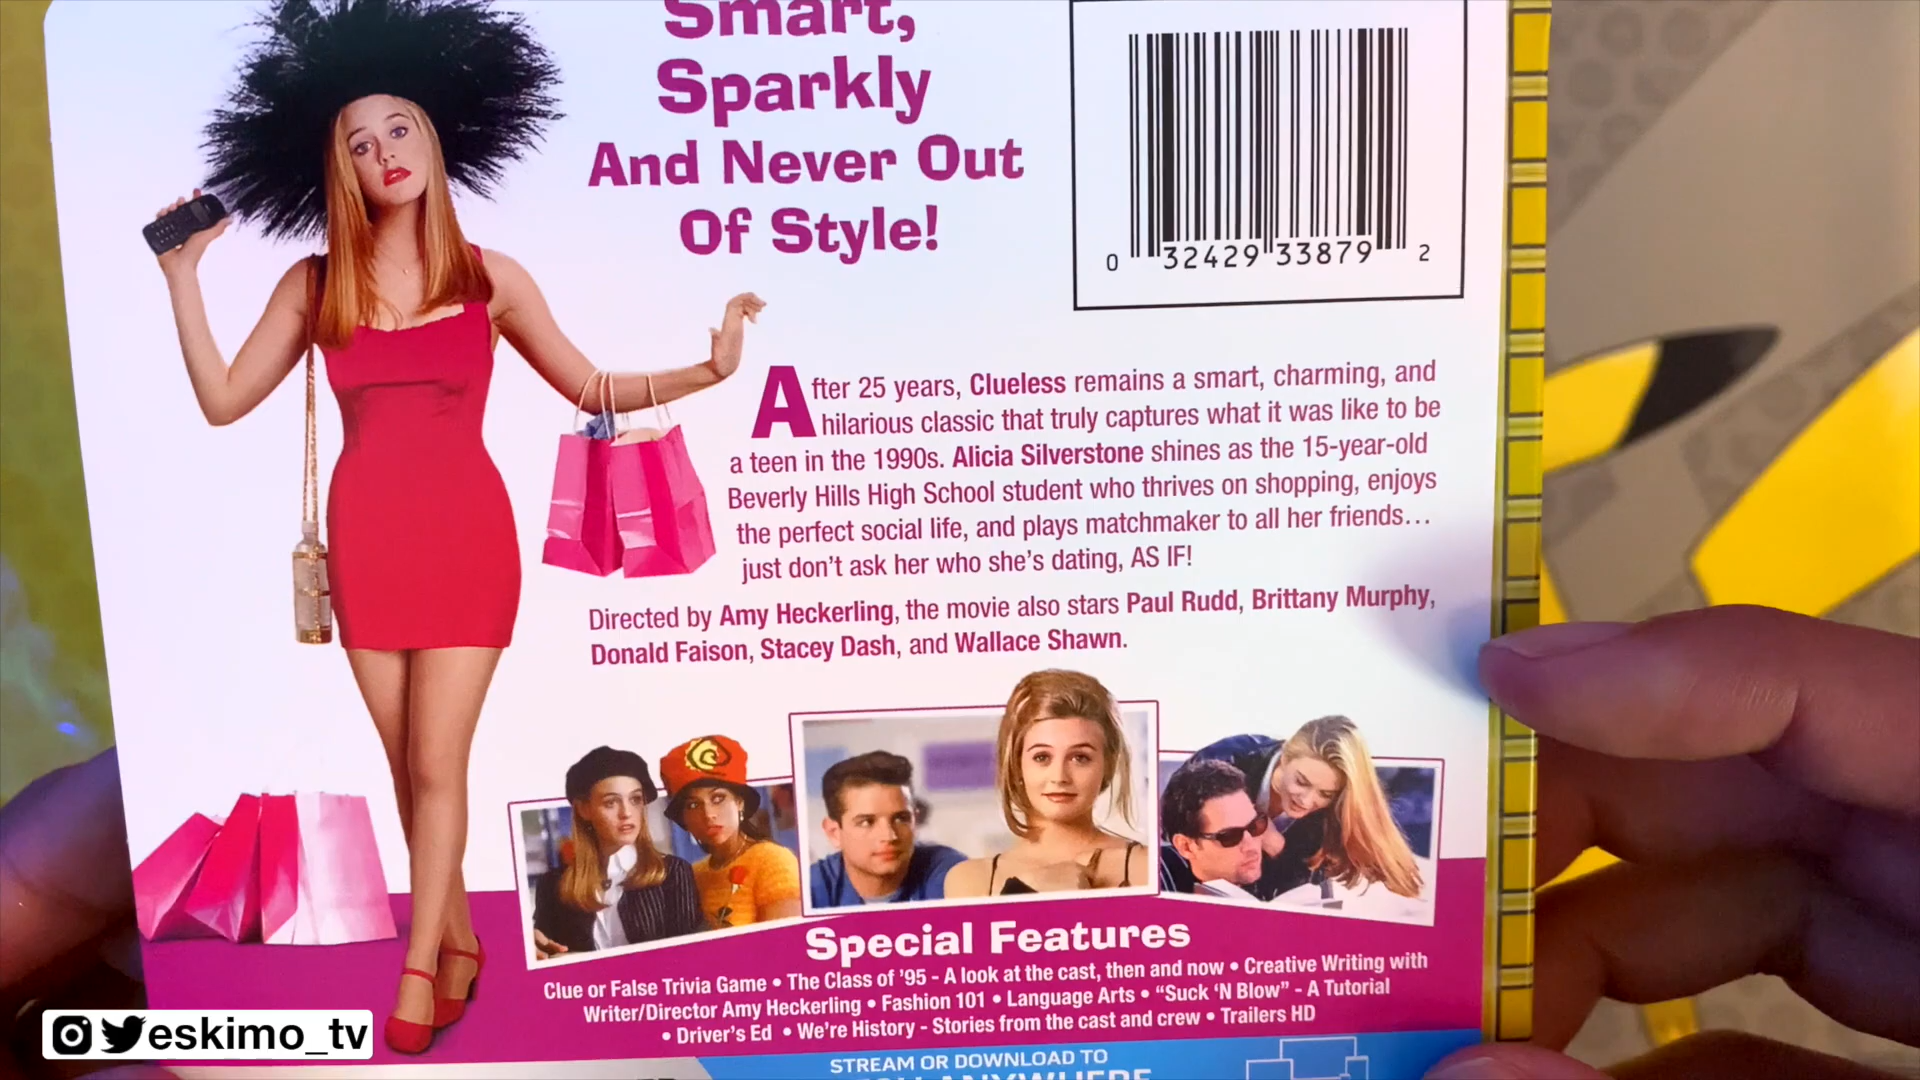 Smart,
Sparkly
And Never Out
Of Style!
0 32429 33879 2
After 25 years, Clueless remains a smart, charming, and
hilarious classic that truly captures what it was like to be
a teen in the 1990s. Alicia Silverstone shines as the 15-year-old
Beverly Hills High School student who thrives on shopping, enjoys
the perfect social life, and plays matchmaker to all her friends…
just don't ask her who she's dating, AS IF!
Directed by Amy Heckerling, the movie also stars Paul Rudd, Brittany Murphy,
Donald Faison, Stacey Dash, and Wallace Shawn.
Special Features
Clue or False Trivia Game • The Class of '95 - A look at the cast, then and now • Creative Writing with
Writer/Director Amy Heckerling • Fashion 101 • Language Arts • "Suck 'N Blow" - A Tutorial
• Driver's Ed • We're History - Stories from the cast and crew • Trailers HD
STREAM OR DOWNLOAD TO
ANYWHERE
eskimo_tv